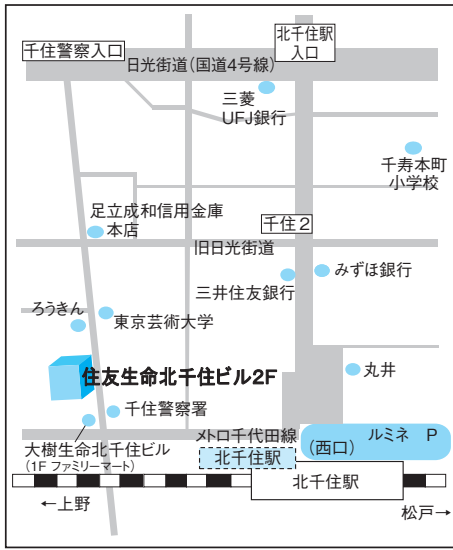 千住警察入口
北千住駅
入口
日光街道(国道4号線)
三菱
UFJ銀行
千寿本町
小学校
足立成和信用金庫
本店
千住2
旧日光街道
みずほ銀行
三井住友銀行
ろうきん
東京芸術大学
住友生命北千住ビル2F
丸井
千住警察署
大樹生命北千住ビル
(1F ファミリーマート)
メトロ千代田線
北千住駅
ルミネ P
(西口)
北千住駅
←上野
松戸→